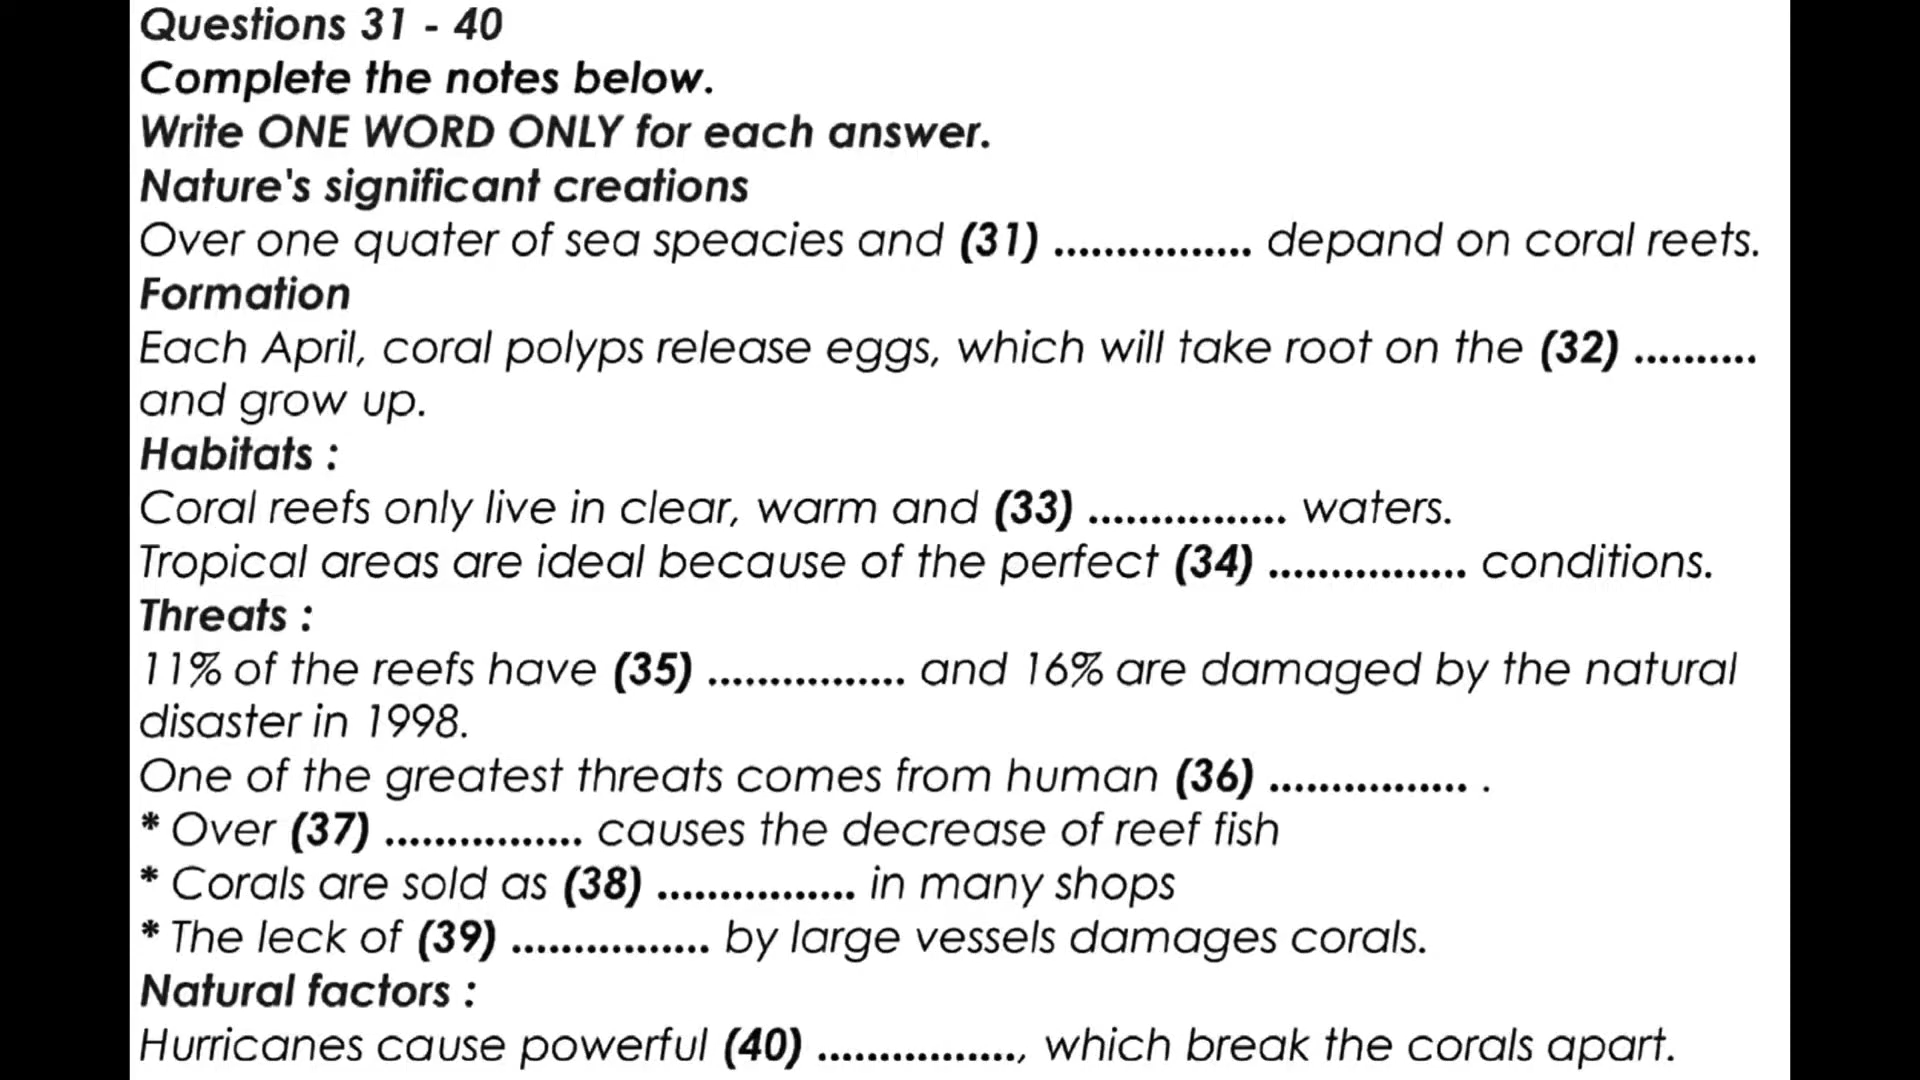 Questions 31 - 40
Complete the notes below.
Write ONE WORD ONLY for each answer.
Nature's significant creations
Over one quater of sea speacies and (31) ................ depand on coral reets.
Formation
Each April, coral polyps release eggs, which will take root on the (32) ..........
and grow up.
Habitats :
Coral reefs only live in clear, warm and (33) ................ waters.
Tropical areas are ideal because of the perfect (34) ................ conditions.
Threats :
11% of the reefs have (35) ................ and 16% are damaged by the natural
disaster in 1998.
One of the greatest threats comes from human (36) ................ .
* Over (37) ................ causes the decrease of reef fish
* Corals are sold as (38) ................ in many shops
* The leck of (39) ................ by large vessels damages corals.
Natural factors :
Hurricanes cause powerful (40) ................, which break the corals apart.